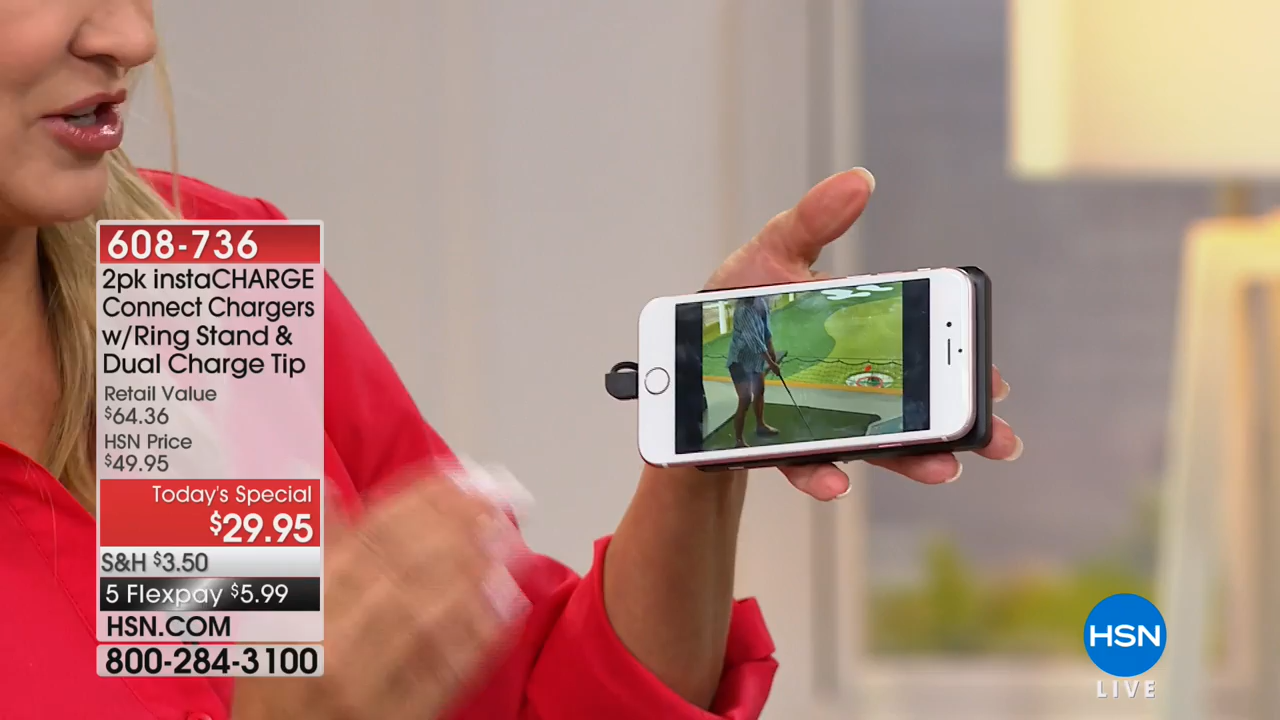 608-736
2pk instaCHARGE
Connect Chargers
w/Ring Stand &
Dual Charge Tip
Retail Value
$64.36
HSN Price
$49.95
Today's Special
$29.95
S&H $3.50
5 Flexpay $5.99
HSN.COM
800-284-3100
HSN
LIVE